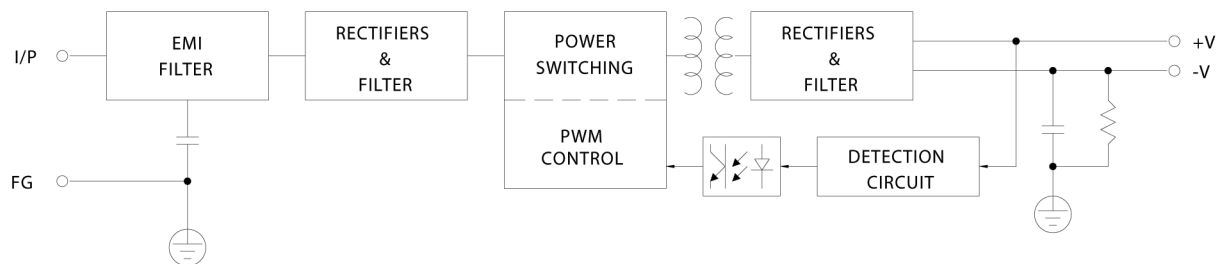 I/P
EMI
FILTER
RECTIFIERS
&
FILTER
POWER
SWITCHING
PWM
CONTROL
RECTIFIERS
&
FILTER
+V
-V
DETECTION
CIRCUIT
FG